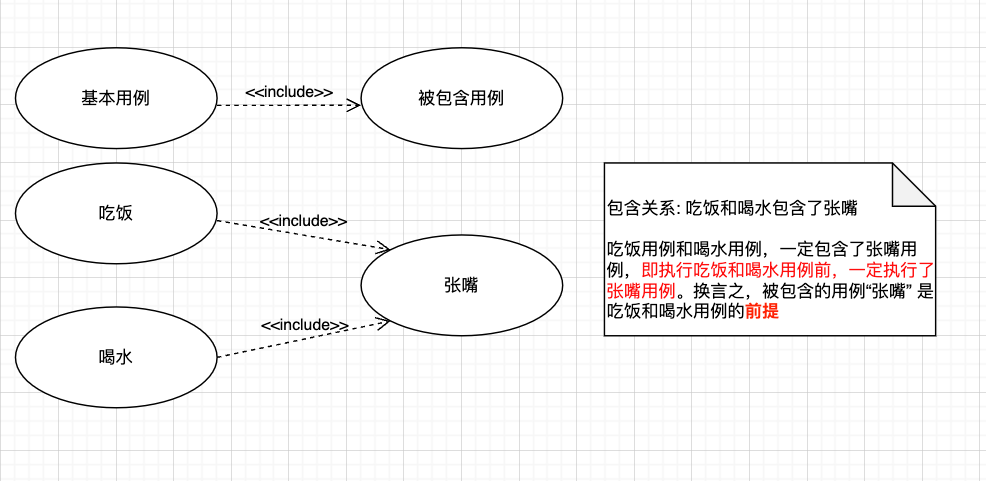 基本用例
<<include>>
被包含用例
吃饭
<<include>>
张嘴
<<include>>
喝水
包含关系: 吃饭和喝水包含了张嘴
吃饭用例和喝水用例，一定包含了张嘴用
例，即执行吃饭和喝水用例前，一定执行了
张嘴用例。换言之，被包含的用例“张嘴” 是
吃饭和喝水用例的前提